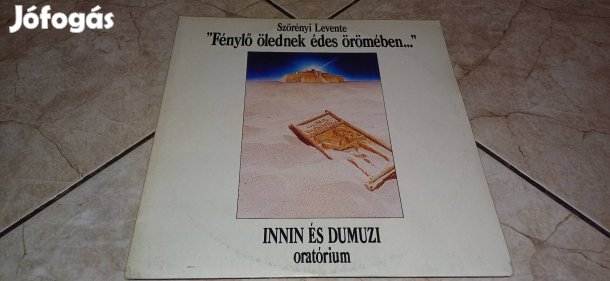 Jófogás
Szörényi Levente
"Fénylő ölednek édes örömében..."
INNIN ÉS DUMUZI
oratórium